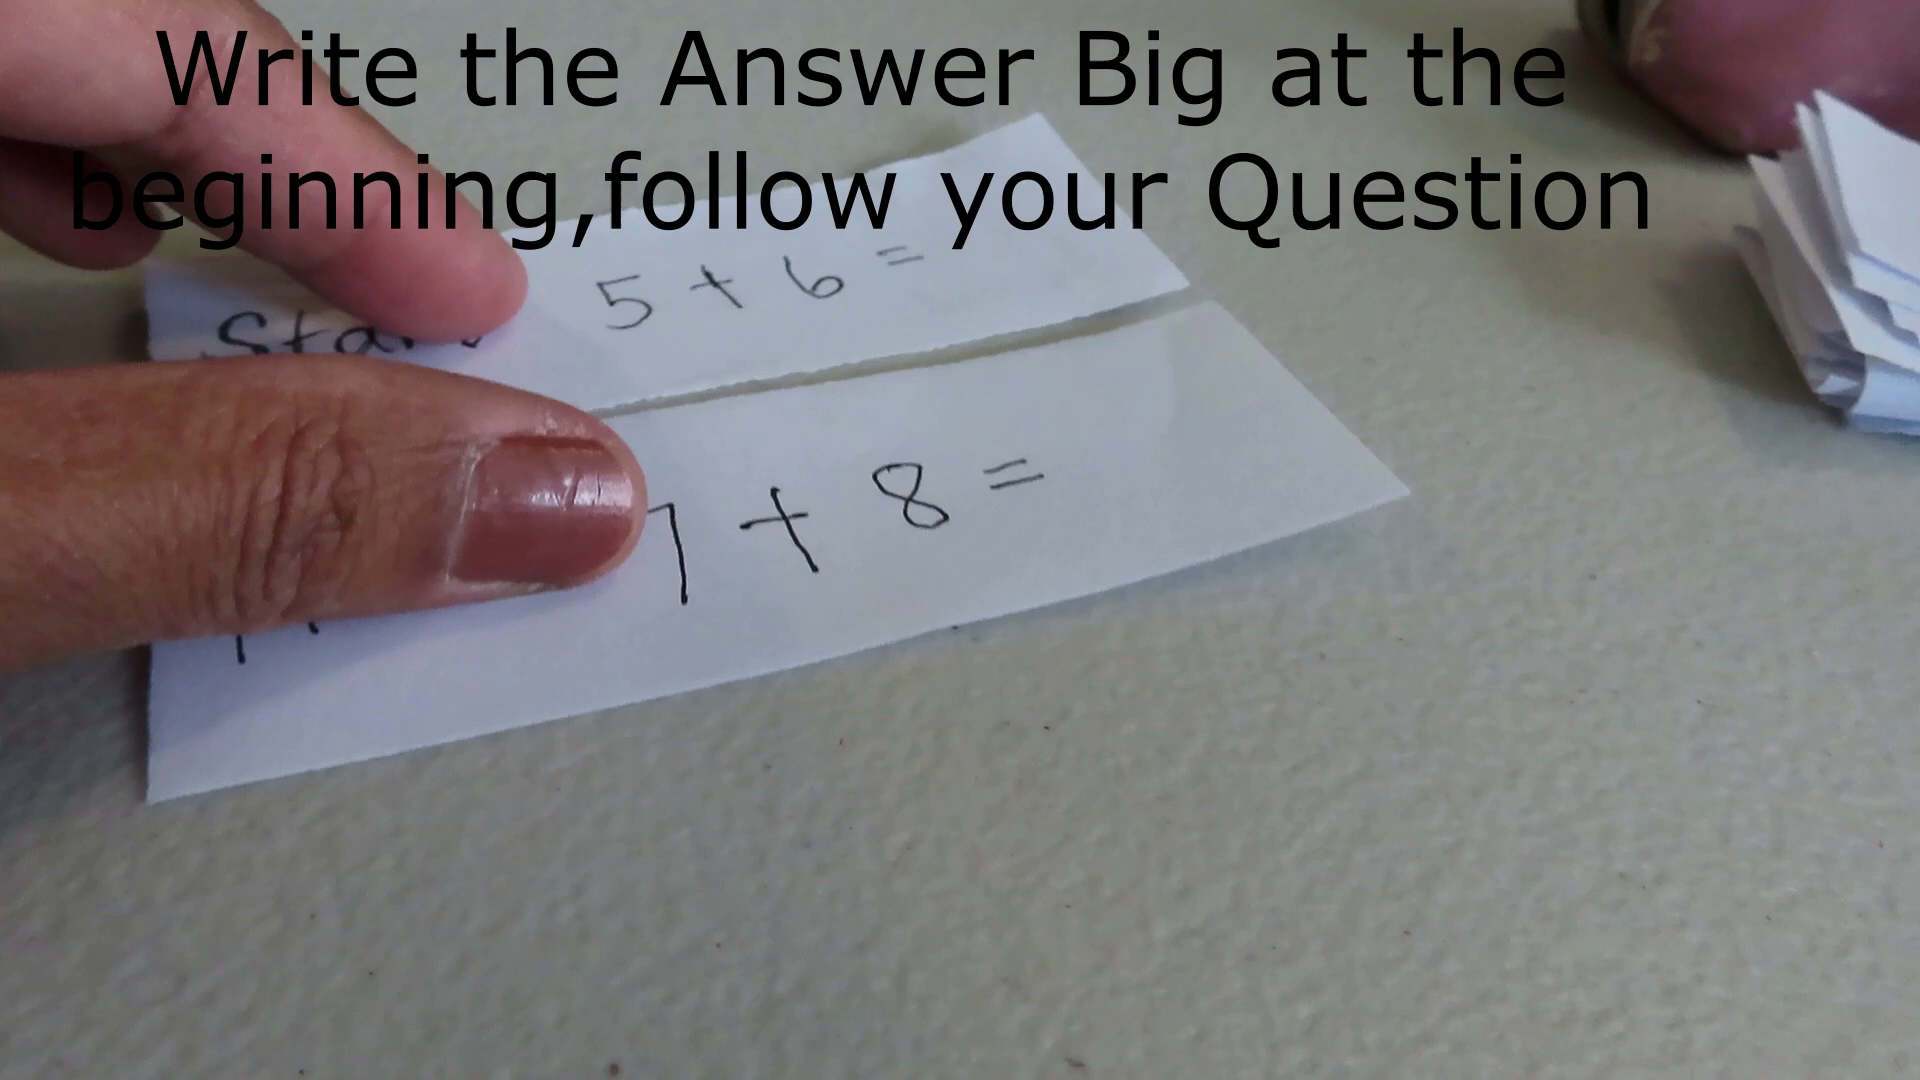 Write the Answer Big at the
beginning,follow your Question
5 + 6 =
7 + 8 =